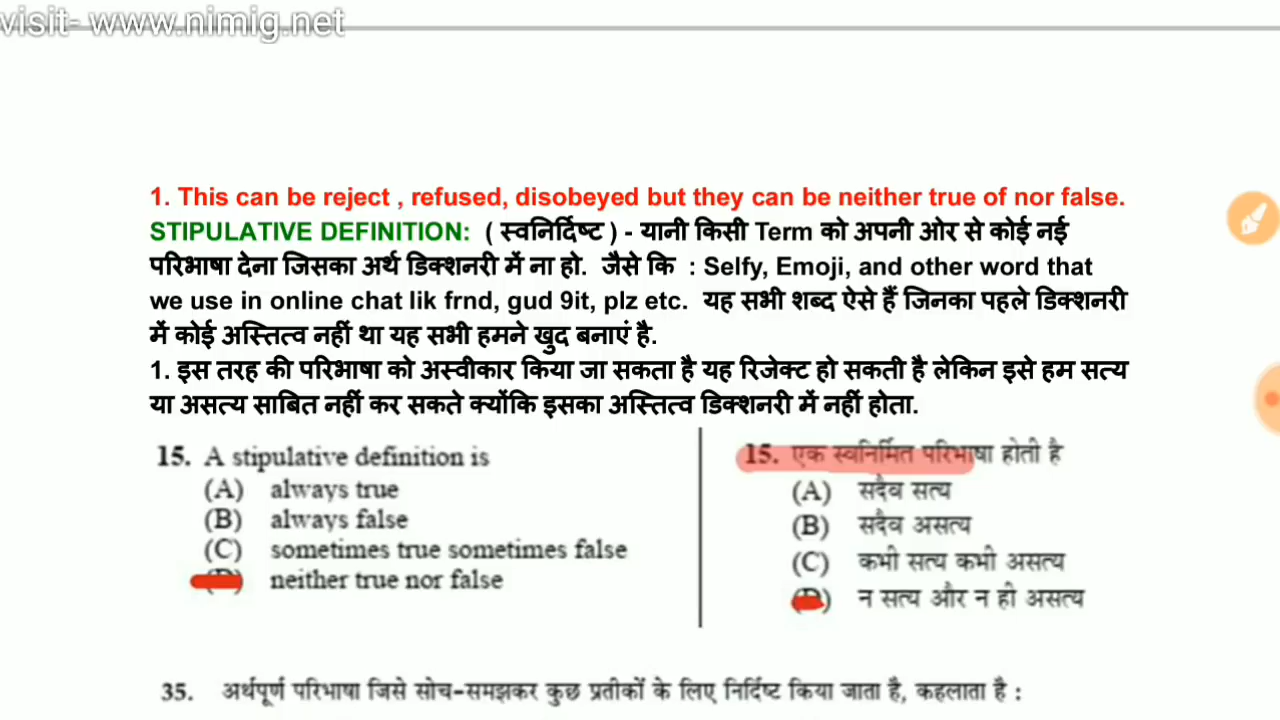 visit- www.nimig.net
1. This can be reject , refused, disobeyed but they can be neither true of nor false.
STIPULATIVE DEFINITION: ( स्वनिर्दिष्ट ) - यानी किसी Term को अपनी ओर से कोई नई
परिभाषा देना जिसका अर्थ डिक्शनरी में ना हो. जैसे कि : Selfy, Emoji, and other word that
we use in online chat lik frnd, gud 9it, plz etc. यह सभी शब्द ऐसे हैं जिनका पहले डिक्शनरी
में कोई अस्तित्व नहीं था यह सभी हमने खुद बनाएं है.
1. इस तरह की परिभाषा को अस्वीकार किया जा सकता है यह रिजेक्ट हो सकती है लेकिन इसे हम सत्य
या असत्य साबित नहीं कर सकते क्योंकि इसका अस्तित्व डिक्शनरी में नहीं होता.
15. A stipulative definition is
(A) always true
(B) always false
(C) sometimes true sometimes false
(D) neither true nor false
15. एक स्वनिर्मित परिभाषा होती है
(A) सदैव सत्य
(B) सदैव असत्य
(C) कभी सत्य कभी असत्य
(D) न सत्य और न ही असत्य
35. अर्थपूर्ण परिभाषा जिसे सोच-समझकर कुछ प्रतीकों के लिए निर्दिष्ट किया जाता है, कहलाता है :